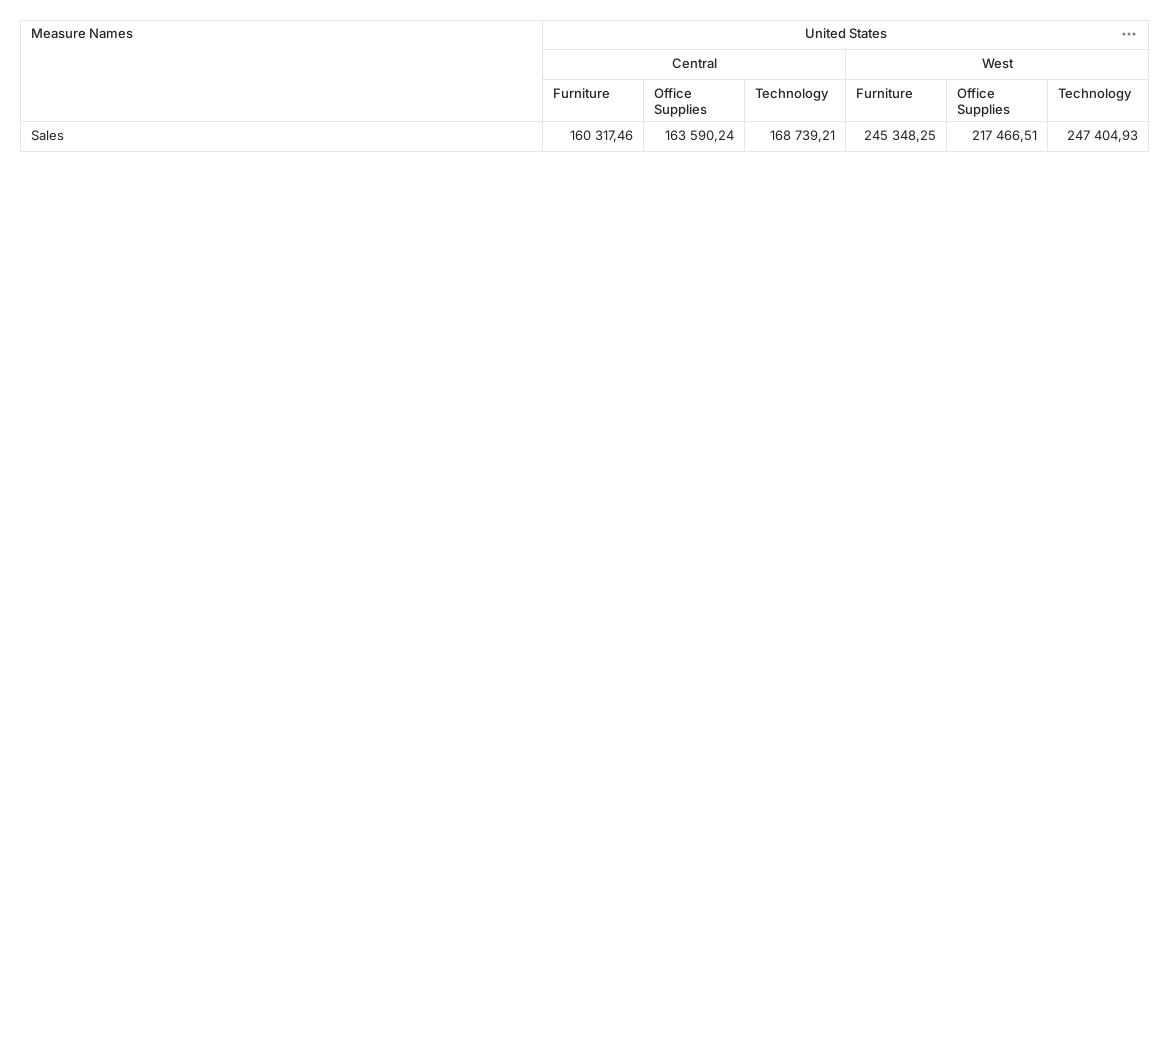 Measure Names
United States
Central
West
Furniture
Office
Supplies
Technology
Furniture
Office
Supplies
Technology
Sales
160 317,46
163 590,24
168 739,21
245 348,25
217 466,51
247 404,93